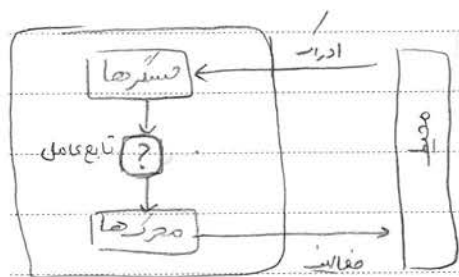 ادراک
حسگرها
محیط
تابع عامل
?
محرک‌ها
فعالیت